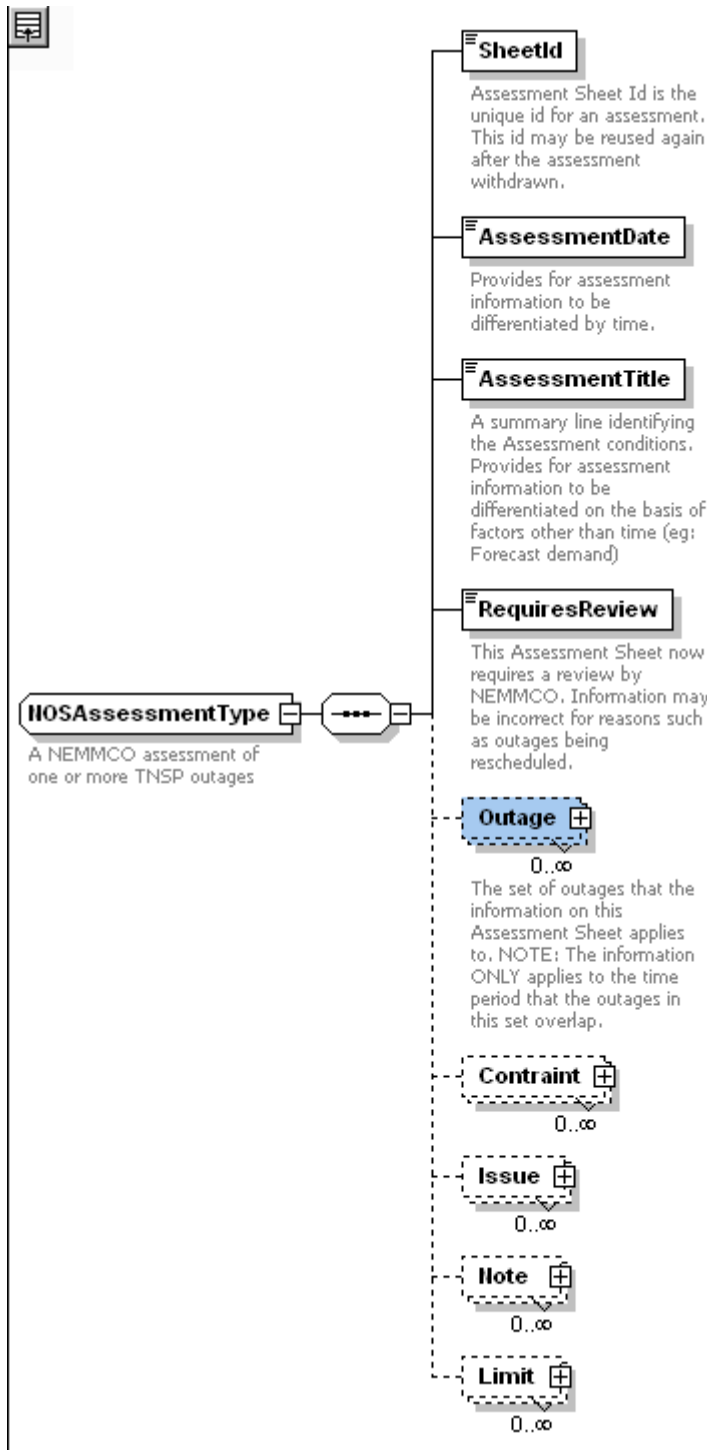 SheetId
Assessment Sheet Id is the
unique id for an assessment.
This id may be reused again
after the assessment
withdrawn.
AssessmentDate
Provides for assessment
information to be
differentiated by time.
AssessmentTitle
A summary line identifying
the Assessment conditions.
Provides for assessment
information to be
differentiated on the basis of
factors other than time (eg:
Forecast demand)
RequiresReview
This Assessment Sheet now
requires a review by
NEMMCO. Information may
be incorrect for reasons such
as outages being
rescheduled.
NOSAssessmentType
A NEMMCO assessment of
one or more TNSP outages
Outage
0..∞
The set of outages that the
information on this
Assessment Sheet applies
to. NOTE: The information
ONLY applies to the time
period that the outages in
this set overlap.
Contraint
0..∞
Issue
0..∞
Note
0..∞
Limit
0..∞